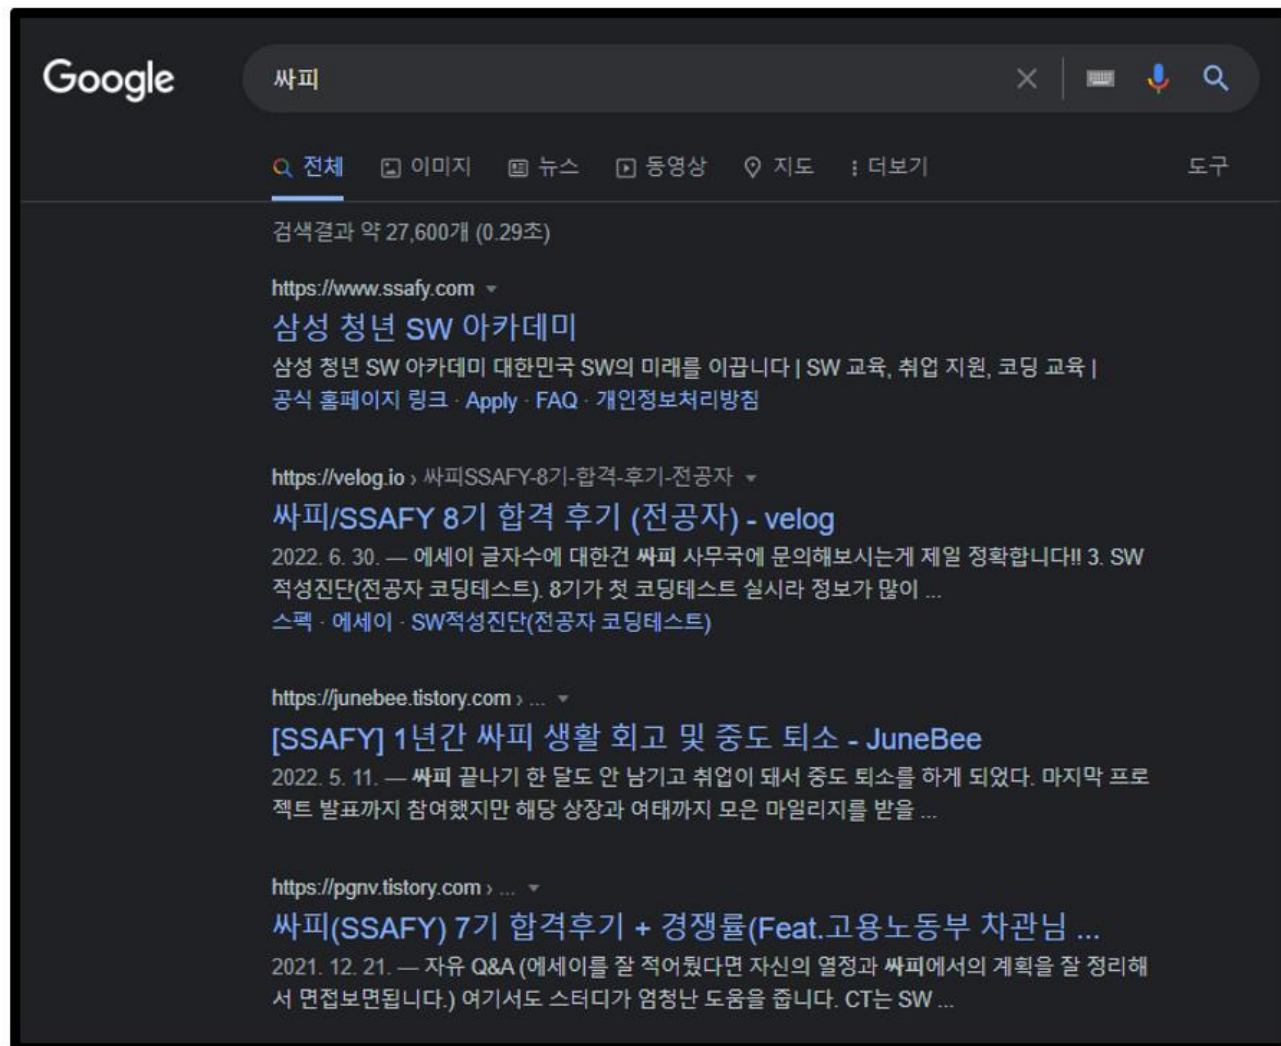 Google
싸피
전체 이미지 뉴스 동영상 지도 더보기 도구
검색결과 약 27,600개 (0.29초)
https://www.ssafy.com
삼성 청년 SW 아카데미
삼성 청년 SW 아카데미 대한민국 SW의 미래를 이끕니다 | SW 교육, 취업 지원, 코딩 교육 |
공식 홈페이지 링크 · Apply · FAQ · 개인정보처리방침
https://velog.io › 싸피SSAFY-8기-합격-후기-전공자
싸피/SSAFY 8기 합격 후기 (전공자) - velog
2022. 6. 30. — 에세이 글자수에 대한건 싸피 사무국에 문의해보시는게 제일 정확합니다!! 3. SW
적성진단(전공자 코딩테스트). 8기가 첫 코딩테스트 실시라 정보가 많이 ...
스펙 · 에세이 · SW적성진단(전공자 코딩테스트)
https://junebee.tistory.com › ...
[SSAFY] 1년간 싸피 생활 회고 및 중도 퇴소 - JuneBee
2022. 5. 11. — 싸피 끝나기 한 달도 안 남기고 취업이 돼서 중도 퇴소를 하게 되었다. 마지막 프로
젝트 발표까지 참여했지만 해당 상장과 여태까지 모은 마일리지를 받을 ...
https://pgnv.tistory.com › ...
싸피(SSAFY) 7기 합격후기 + 경쟁률(Feat.고용노동부 차관님 ...
2021. 12. 21. — 자유 Q&A (에세이를 잘 적어뒀다면 자신의 열정과 싸피에서의 계획을 잘 정리해
서 면접보면됩니다.) 여기서도 스터디가 엄청난 도움을 줍니다. CT는 SW ...